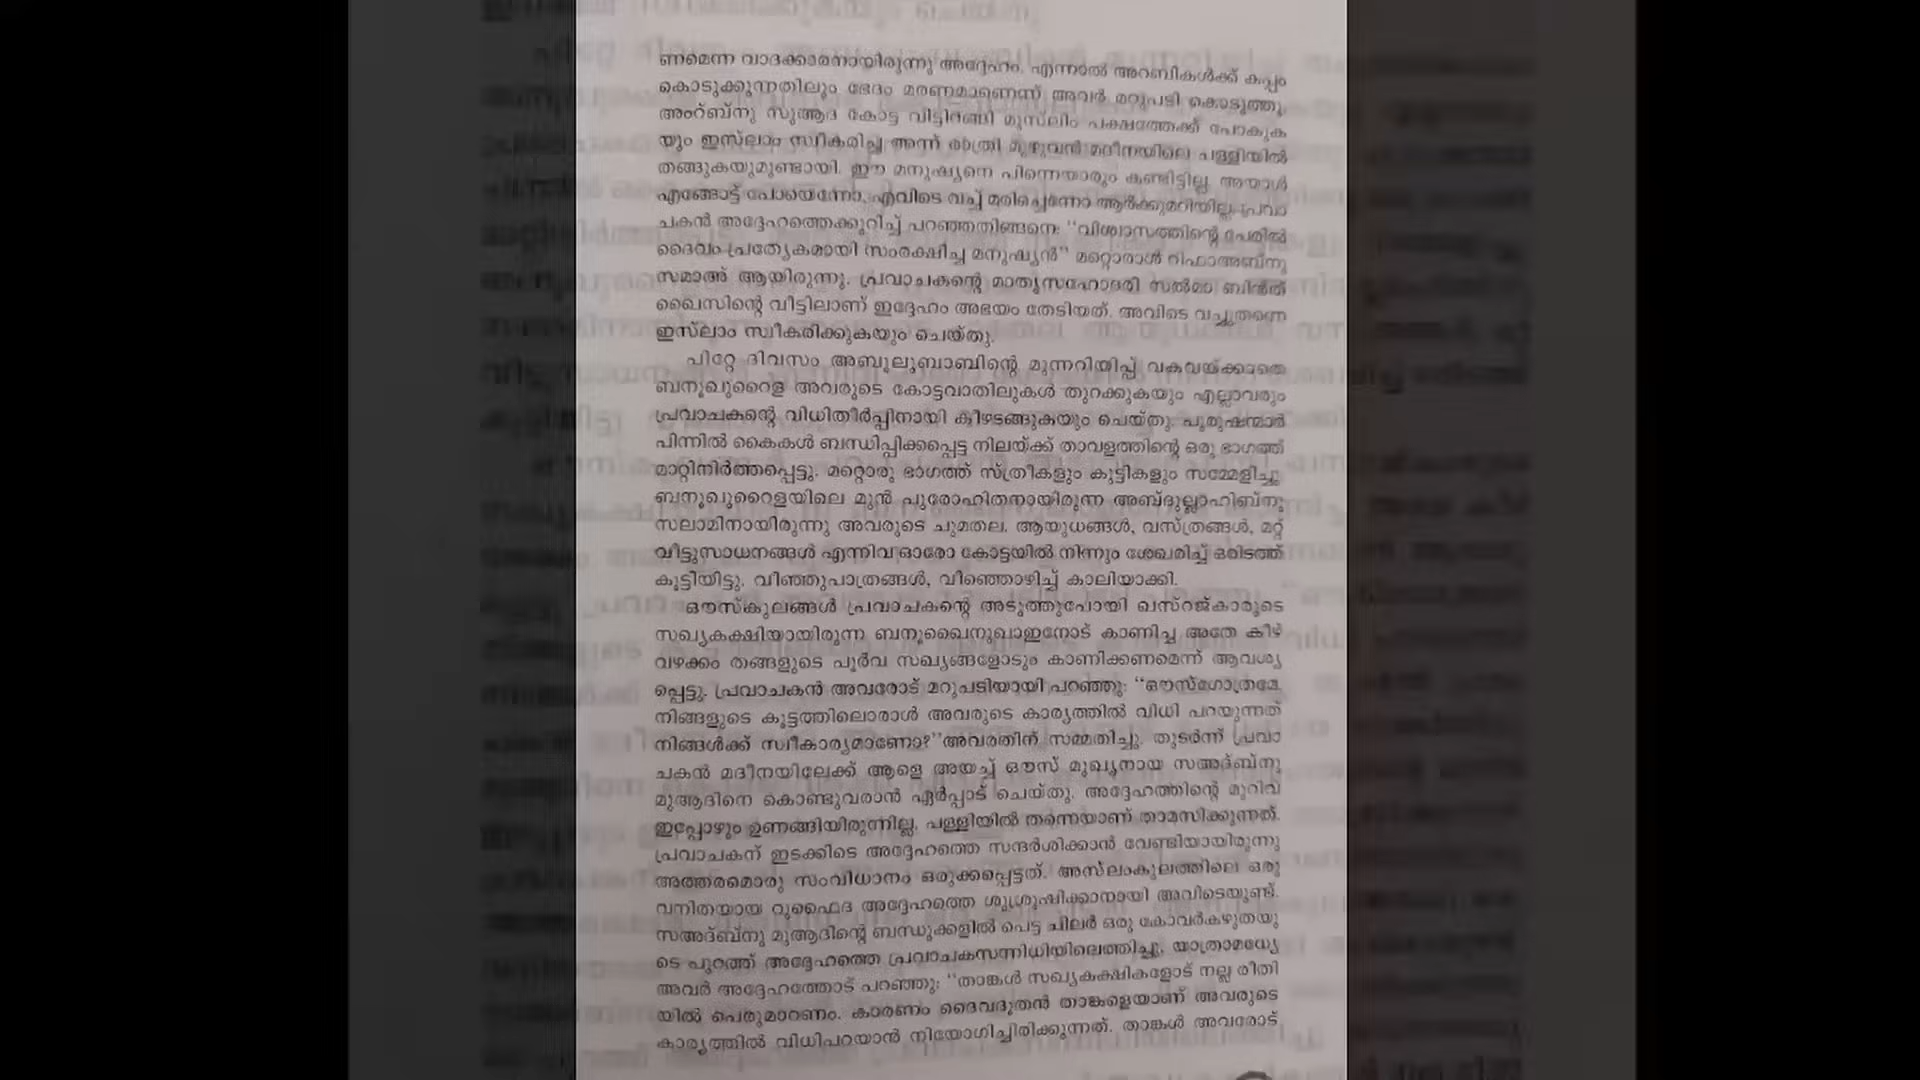 ണമെന്ന വാദക്കാരനായിരുന്നു അദ്ദേഹം. എന്നാൽ അറബികൾക്ക് കപ്പം
കൊടുക്കുന്നതിലും ഭേദം മരണമാണെന്ന് അവർ മറുപടി കൊടുത്തു.
അംറ്ബ്നു സുആദ കോട്ട വിട്ടിറങ്ങി മുസ്ലിം പക്ഷത്തേക്ക് പോകുക
യും ഇസ്ലാം സ്വീകരിച്ച അന്ന് രാത്രി മുഴുവൻ മദീനയിലെ പള്ളിയിൽ
തങ്ങുകയുമുണ്ടായി. ഈ മനുഷ്യനെ പിന്നെയാരും കണ്ടിട്ടില്ല. അയാൾ
എങ്ങോട്ട് പോയെന്നോ, എവിടെ വച്ച് മരിച്ചെന്നോ ആർക്കുമറിയില്ല. പ്രവാ
ചകൻ അദ്ദേഹത്തെക്കുറിച്ച് പറഞ്ഞതിങ്ങനെ: "വിശ്വാസത്തിന്റെ പേരിൽ
ദൈവം പ്രത്യേകമായി സംരക്ഷിച്ച മനുഷ്യൻ" മറ്റൊരാൾ റിഫാഅബ്നു
സമാഅ് ആയിരുന്നു. പ്രവാചകന്റെ മാതൃസഹോദരി സൽമാ ബിൻത്
ഖൈസിന്റെ വീട്ടിലാണ് ഇദ്ദേഹം അഭയം തേടിയത്. അവിടെ വച്ചുതന്നെ
ഇസ്ലാം സ്വീകരിക്കുകയും ചെയ്തു.
പിറ്റേ ദിവസം അബൂലുബാബിന്റെ മുന്നറിയിപ്പ് വകവയ്ക്കാതെ
ബനൂഖുറൈള അവരുടെ കോട്ടവാതിലുകൾ തുറക്കുകയും എല്ലാവരും
പ്രവാചകന്റെ വിധിതീർപ്പിനായി കീഴടങ്ങുകയും ചെയ്തു. പുരുഷന്മാർ
പിന്നിൽ കൈകൾ ബന്ധിപ്പിക്കപ്പെട്ട നിലയ്ക്ക് താവളത്തിന്റെ ഒരു ഭാഗത്ത്
മാറ്റിനിർത്തപ്പെട്ടു. മറ്റൊരു ഭാഗത്ത് സ്ത്രീകളും കുട്ടികളും സമ്മേളിച്ചു.
ബനൂഖുറൈളയിലെ മുൻ പുരോഹിതനായിരുന്ന അബ്ദുല്ലാഹിബ്നു
സലാമിനായിരുന്നു അവരുടെ ചുമതല. ആയുധങ്ങൾ, വസ്ത്രങ്ങൾ, മറ്റ്
വീട്ടുസാധനങ്ങൾ എന്നിവ ഓരോ കോട്ടയിൽ നിന്നും ശേഖരിച്ച് ഒരിടത്ത്
കൂട്ടിയിട്ടു. വീഞ്ഞുപാത്രങ്ങൾ, വീഞ്ഞൊഴിച്ച് കാലിയാക്കി.
ഔസ്കുലങ്ങൾ പ്രവാചകന്റെ അടുത്തുപോയി ഖസ്റജ്കാരുടെ
സഖ്യകക്ഷിയായിരുന്ന ബനൂഖൈനുഖാഇനോട് കാണിച്ച അതേ കീഴ്
വഴക്കം തങ്ങളുടെ പൂർവ സഖ്യങ്ങളോടും കാണിക്കണമെന്ന് ആവശ്യ
പ്പെട്ടു. പ്രവാചകൻ അവരോട് മറുപടിയായി പറഞ്ഞു: "ഔസ്ഗോത്രമേ,
നിങ്ങളുടെ കൂട്ടത്തിലൊരാൾ അവരുടെ കാര്യത്തിൽ വിധി പറയുന്നത്
നിങ്ങൾക്ക് സ്വീകാര്യമാണോ?" അവരതിന് സമ്മതിച്ചു. തുടർന്ന് പ്രവാ
ചകൻ മദീനയിലേക്ക് ആളെ അയച്ച് ഔസ് മുഖ്യനായ സഅദ്ബ്നു
മുആദിനെ കൊണ്ടുവരാൻ ഏർപ്പാട് ചെയ്തു. അദ്ദേഹത്തിന്റെ മുറിവ്
ഇപ്പോഴും ഉണങ്ങിയിരുന്നില്ല, പള്ളിയിൽ തന്നെയാണ് താമസിക്കുന്നത്.
പ്രവാചകന് ഇടക്കിടെ അദ്ദേഹത്തെ സന്ദർശിക്കാൻ വേണ്ടിയായിരുന്നു
അത്തരമൊരു സംവിധാനം ഒരുക്കപ്പെട്ടത്. അസ്ലംകുലത്തിലെ ഒരു
വനിതയായ റുഫൈദ അദ്ദേഹത്തെ ശുശ്രൂഷിക്കാനായി അവിടെയുണ്ട്.
സഅദ്ബ്നു മുആദിന്റെ ബന്ധുക്കളിൽ പെട്ട ചിലർ ഒരു കോവർകഴുതയു
ടെ പുറത്ത് അദ്ദേഹത്തെ പ്രവാചകസന്നിധിയിലെത്തിച്ചു. യാത്രാമധ്യേ
അവർ അദ്ദേഹത്തോട് പറഞ്ഞു: "താങ്കൾ സഖ്യകക്ഷികളോട് നല്ല രീതി
യിൽ പെരുമാറണം. കാരണം ദൈവദൂതൻ താങ്കളെയാണ് അവരുടെ
കാര്യത്തിൽ വിധിപറയാൻ നിയോഗിച്ചിരിക്കുന്നത്. താങ്കൾ അവരോട്